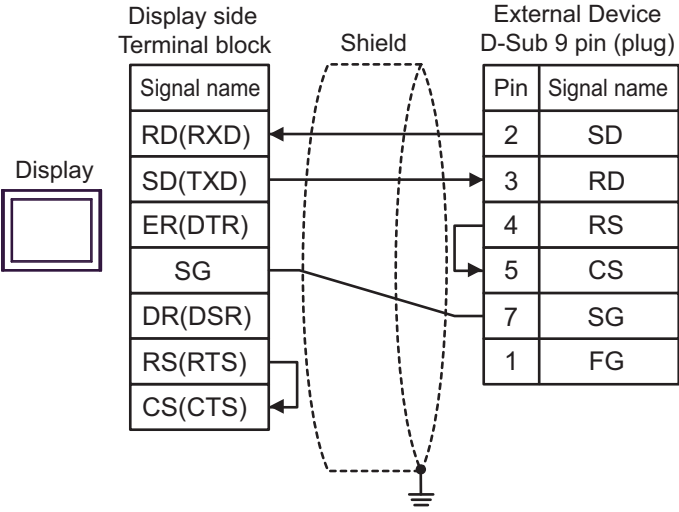 Display side
Terminal block
Shield
External Device
D-Sub 9 pin (plug)
Display
Signal name
RD(RXD)
SD(TXD)
ER(DTR)
SG
DR(DSR)
RS(RTS)
CS(CTS)
Pin Signal name
2 SD
3 RD
4 RS
5 CS
7 SG
1 FG